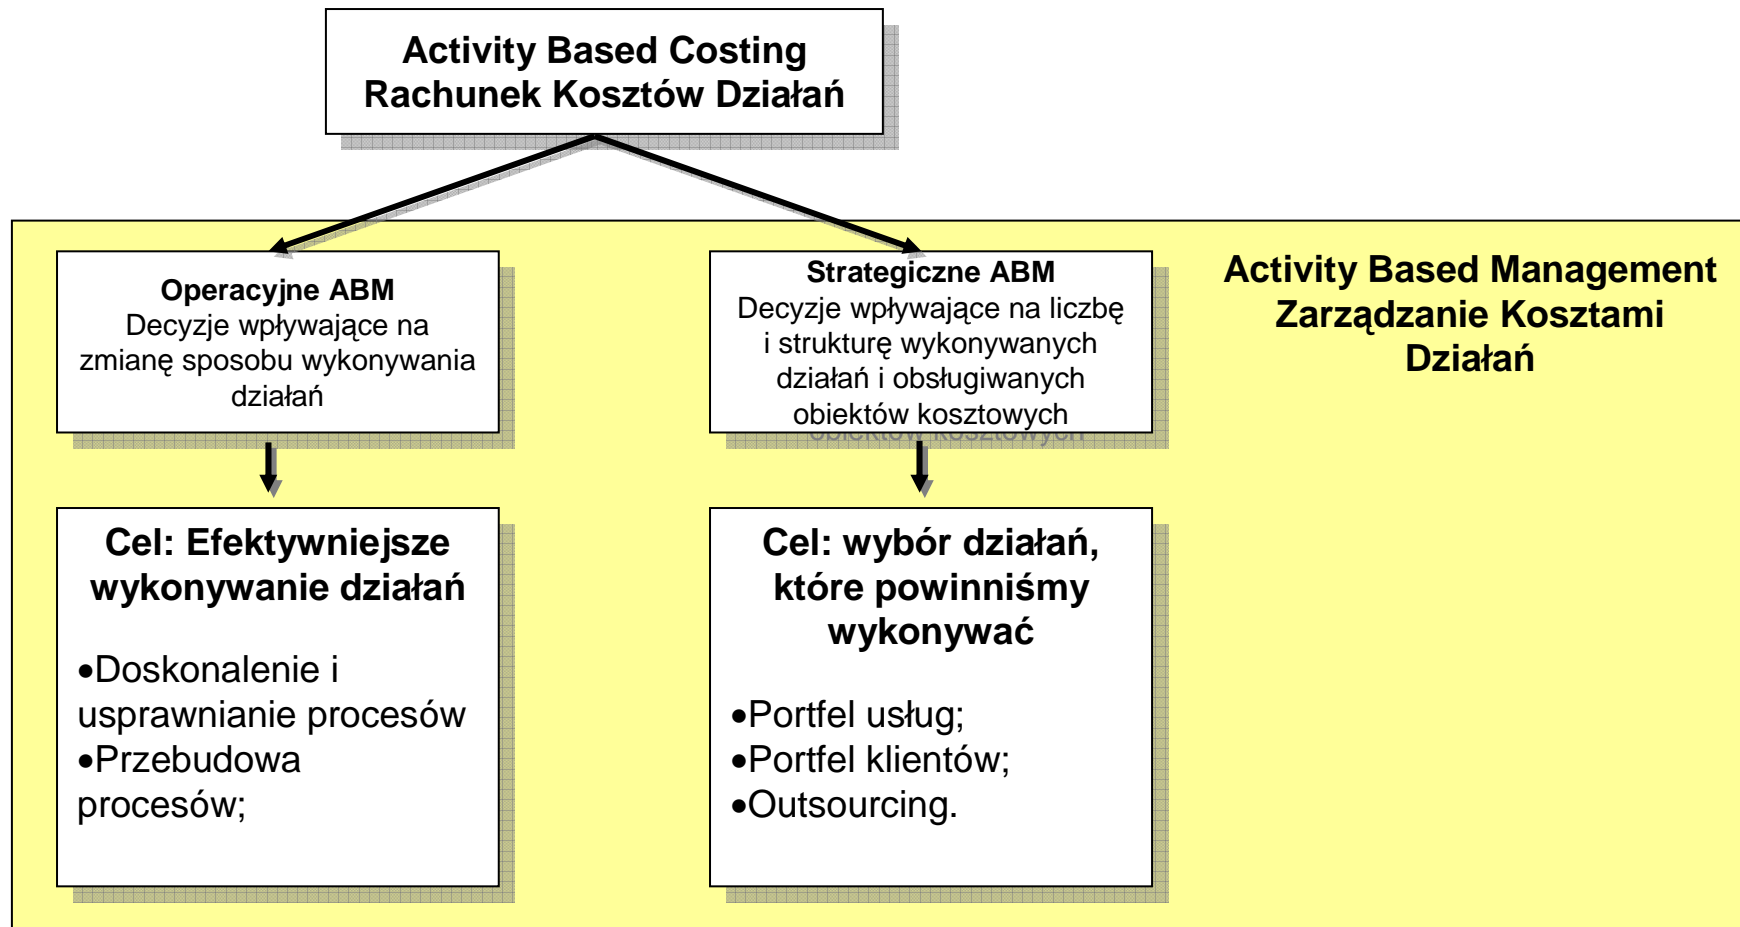 Activity Based Costing
Rachunek Kosztów Działań
Operacyjne ABM
Decyzje wpływające na
zmianę sposobu wykonywania
działań
Strategiczne ABM
Decyzje wpływające na liczbę
i strukturę wykonywanych
działań i obsługiwanych
obiektów kosztowych
Activity Based Management
Zarządzanie Kosztami
Działań
Cel: Efektywniejsze
wykonywanie działań
•Doskonalenie i
usprawnianie procesów
•Przebudowa
procesów;
Cel: wybór działań,
które powinniśmy
wykonywać
•Portfel usług;
•Portfel klientów;
•Outsourcing.